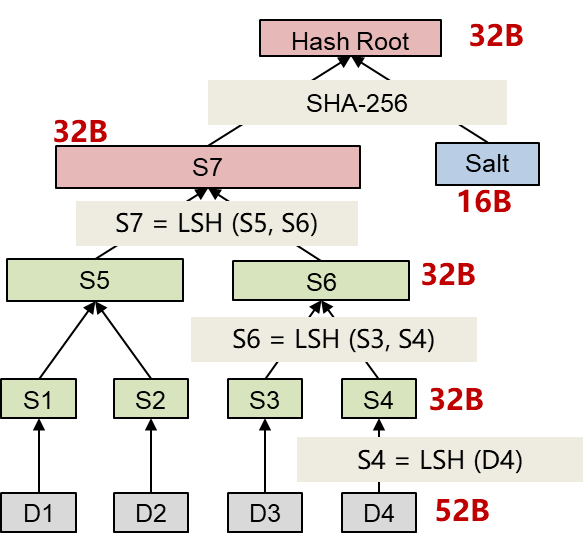 Hash Root
32B
SHA-256
32B
S7
Salt
16B
S7 = LSH (S5, S6)
S5
S6
32B
S6 = LSH (S3, S4)
S1
S2
S3
S4
32B
S4 = LSH (D4)
D1
D2
D3
D4
52B